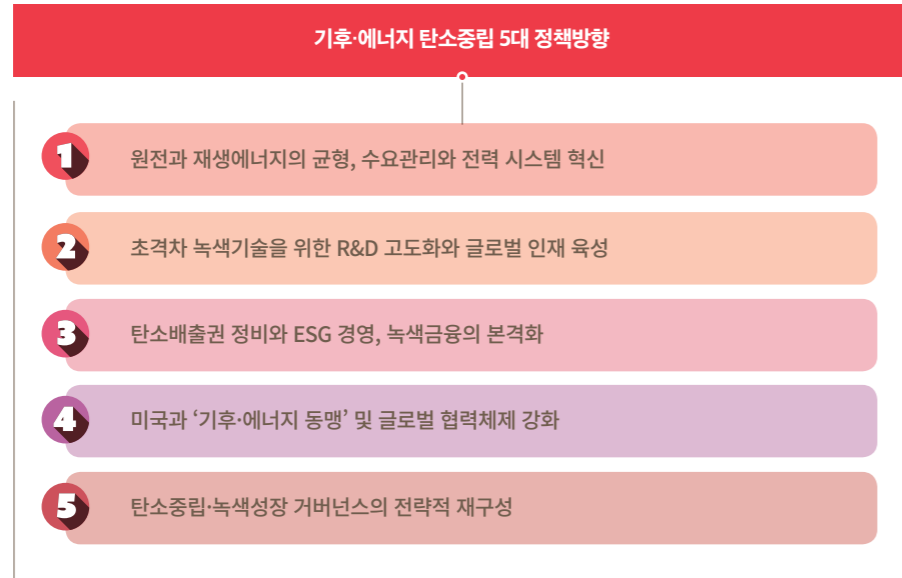 기후·에너지 탄소중립 5대 정책방향
1 원전과 재생에너지의 균형, 수요관리와 전력 시스템 혁신
2 초격차 녹색기술을 위한 R&D 고도화와 글로벌 인재 육성
3 탄소배출권 정비와 ESG 경영, 녹색금융의 본격화
4 미국과 ‘기후·에너지 동맹’ 및 글로벌 협력체제 강화
5 탄소중립·녹색성장 거버넌스의 전략적 재구성